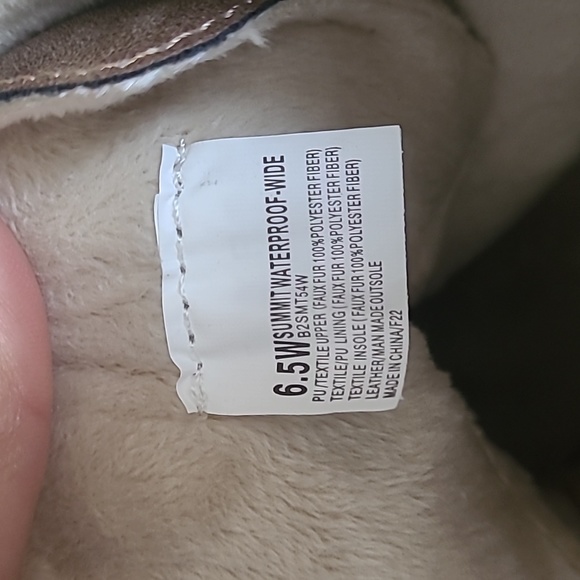 6.5W SUMMIT WATERPROOF-WIDE
B2SMT54W
PU/TEXTILE UPPER (FAUX FUR 100%POLYESTER FIBER)
TEXTILE/PU LINING (FAUX FUR 100%POLYESTER FIBER)
TEXTILE INSOLE (FAUX FUR 100%POLYESTER FIBER)
LEATHER/MAN MADE OUTSOLE
MADE IN CHINA/F22